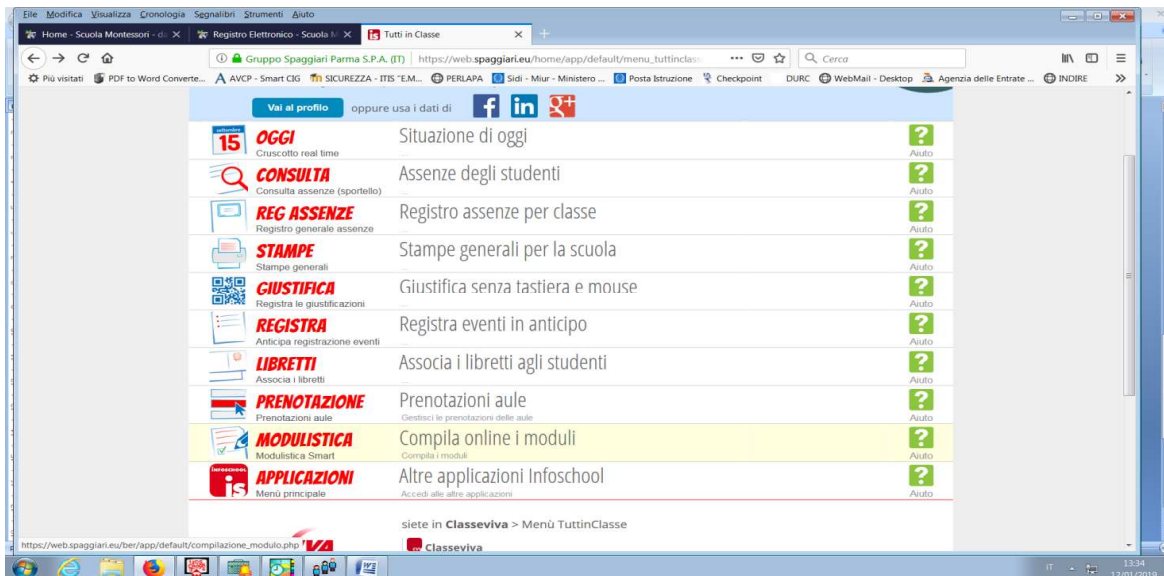 File Modifica Visualizza Cronologia Segnalibri Strumenti Aiuto
Home - Scuola Montessori - da Registro Elettronico - Scuola M Tutti in Classe
Gruppo Spaggiari Parma S.P.A. (IT) https://web.spaggiari.eu/home/app/default/menu_tuttinclas Cerca
Più visitati PDF to Word Converte... AVCP - Smart CIG SICUREZZA - ITIS "E.M... PERLAPA Sidi - Miur - Ministero ... Posta Istruzione Checkpoint DURC WebMail - Desktop Agenzia delle Entrate ... INDIRE
Vai al profilo oppure usa i dati di f in g+
settembre
15 OGGI Situazione di oggi ?
Cruscotto real time Aiuto
CONSULTA Assenze degli studenti ?
Consulta assenze (sportello) Aiuto
REG ASSENZE Registro assenze per classe ?
Registro generale assenze Aiuto
STAMPE Stampe generali per la scuola ?
Stampe generali Aiuto
GIUSTIFICA Giustifica senza tastiera e mouse ?
Registra le giustificazioni Aiuto
REGISTRA Registra eventi in anticipo ?
Anticipa registrazione eventi Aiuto
LIBRETTI Associa i libretti agli studenti ?
Associa i libretti Aiuto
PRENOTAZIONE Prenotazioni aule ?
Prenotazioni aule Gestisci le prenotazioni delle aule Aiuto
MODULISTICA Compila online i moduli ?
Modulistica Smart Compila i moduli Aiuto
INFOSCHOOL
is APPLICAZIONI Altre applicazioni Infoschool ?
Menù principale Accedi alle altre applicazioni Aiuto
siete in Classeviva > Menù TuttinClasse
Classeviva
https://web.spaggiari.eu/ber/app/default/compilazione_modulo.php
IT 13:34
12/01/2019